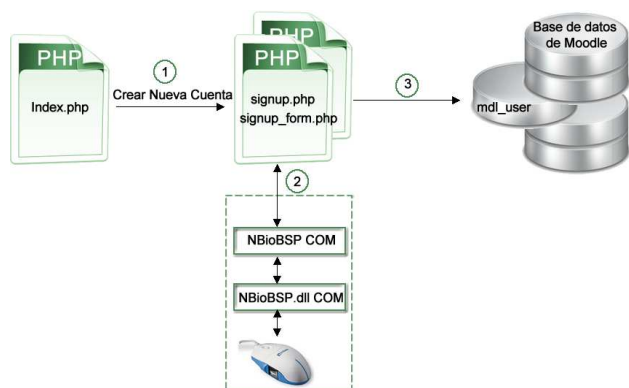 PHP
Index.php
1
Crear Nueva Cuenta
PHP
PHP
signup.php
signup_form.php
3
Base de datos
de Moodle
mdl_user
2
NBioBSP COM
NBioBSP.dll COM